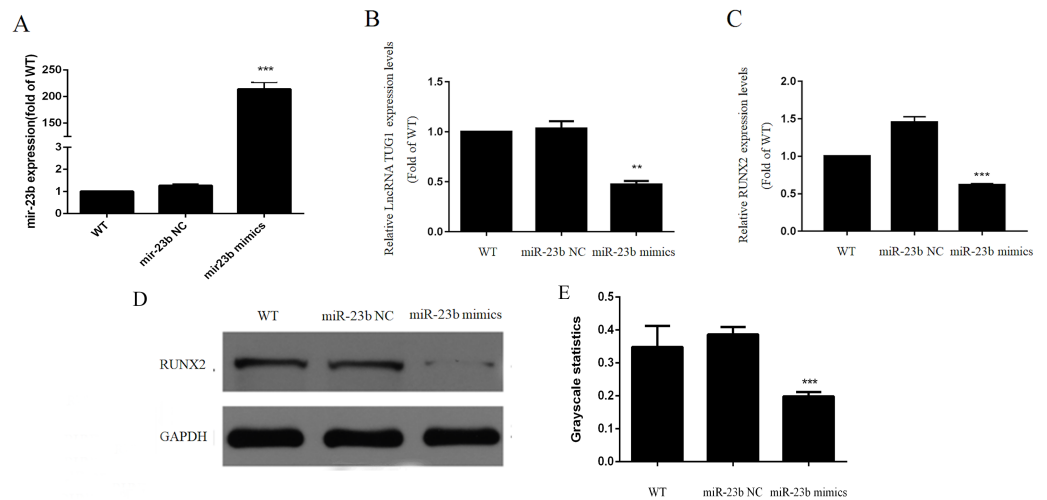 A
mir-23b expression(fold of WT)
250
200
150
3
2
1
0
***
WT
mir-23b NC
mir23b mimics
B
Relative LncRNA TUG1 expression levels
(Fold of WT)
1.5
1.0
0.5
0.0
**
WT
miR-23b NC
miR-23b mimics
C
Relative RUNX2 expression levels
(Fold of WT)
2.0
1.5
1.0
0.5
0.0
***
WT
miR-23b NC
miR-23b mimics
D
WT
miR-23b NC
miR-23b mimics
RUNX2
GAPDH
E
Grayscale statistics
0.5
0.4
0.3
0.2
0.1
0.0
***
WT
miR-23b NC
miR-23b mimics